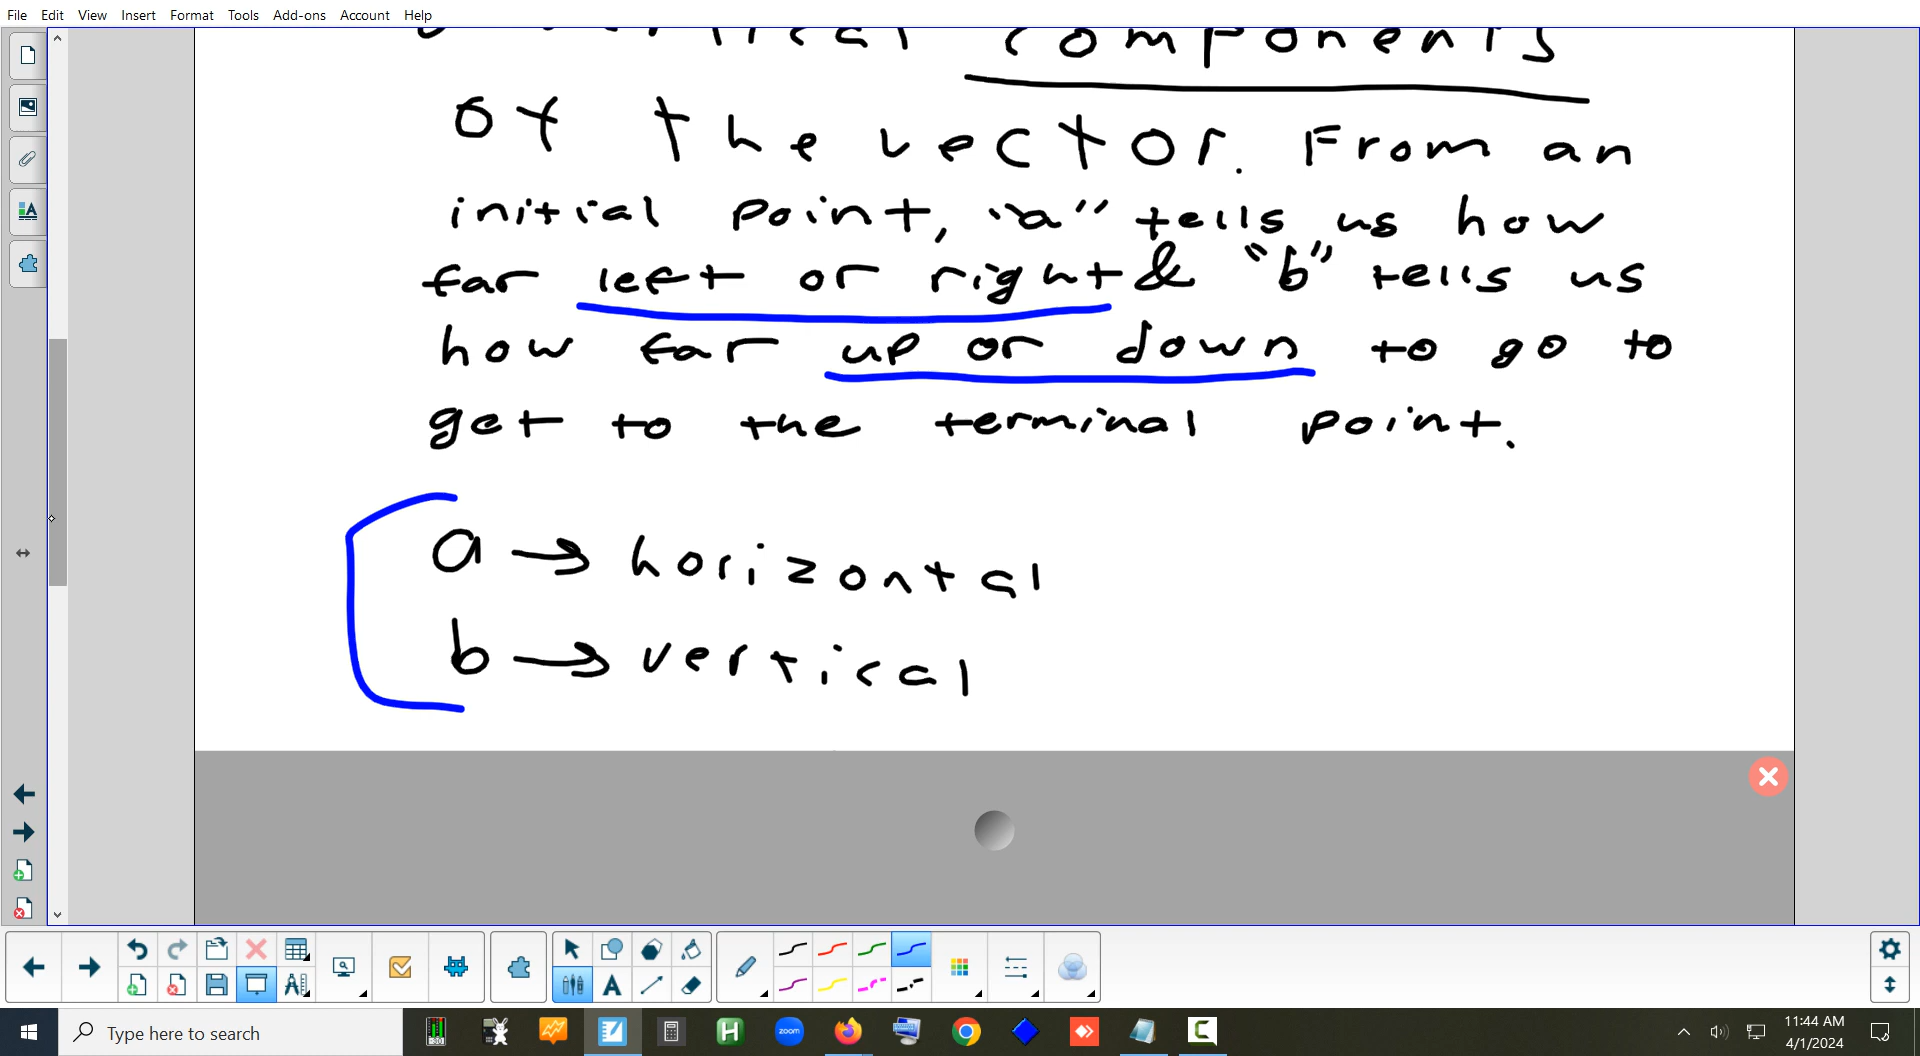 File Edit View Insert Format Tools Add-ons Account Help
vertical components
of the vector. From an
initial point, "a" tells us how
far left or right & "b" tells us
how far up or down to go to
get to the terminal point.
a → horizontal
b → vertical
Type here to search
zoom
11:44 AM
4/1/2024